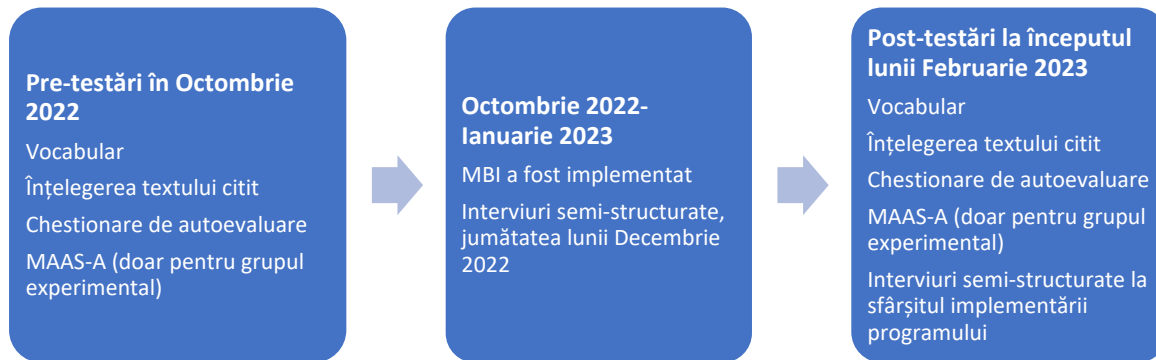 Pre-testări în Octombrie
2022
Vocabular
Înțelegerea textului citit
Chestionare de autoevaluare
MAAS-A (doar pentru grupul
experimental)
Octombrie 2022-
Ianuarie 2023
MBI a fost implementat
Interviuri semi-structurate,
jumătatea lunii Decembrie
2022
Post-testări la începutul
lunii Februarie 2023
Vocabular
Înțelegerea textului citit
Chestionare de autoevaluare
MAAS-A (doar pentru grupul
experimental)
Interviuri semi-structurate la
sfârșitul implementării
programului